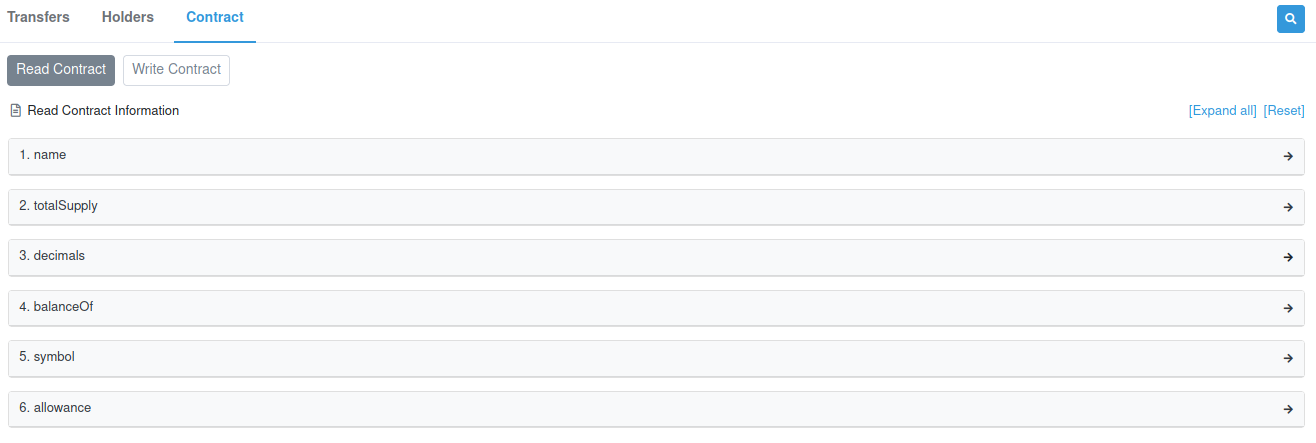 Transfers Holders Contract
Read Contract Write Contract
Read Contract Information [Expand all] [Reset]
1. name
2. totalSupply
3. decimals
4. balanceOf
5. symbol
6. allowance